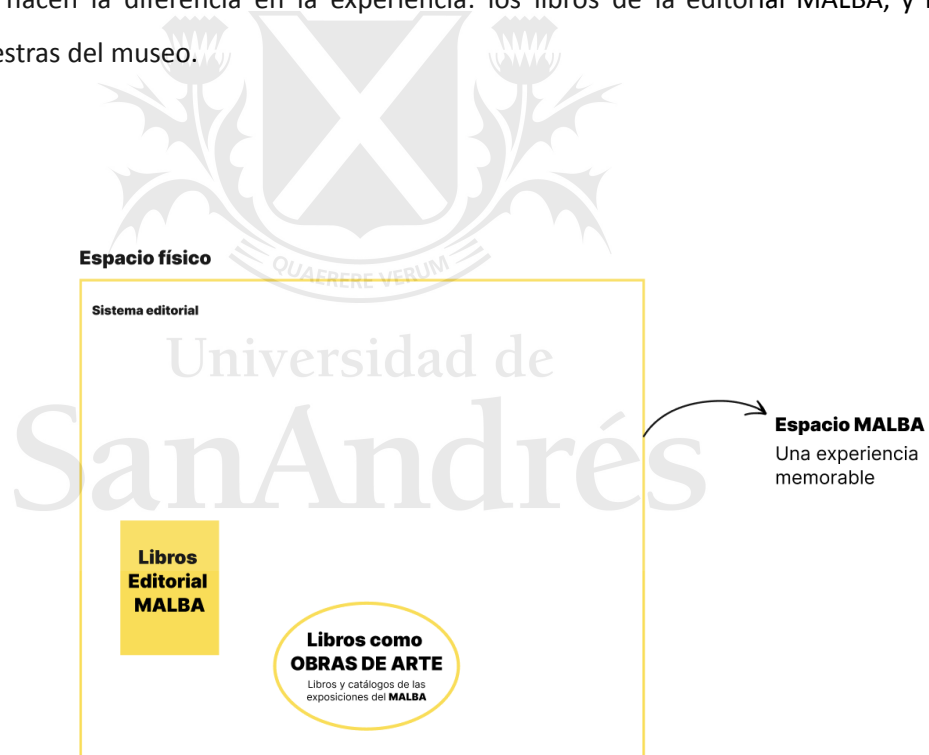 hacen la diferencia en la experiencia: los libros de la editorial MALBA, y
estras del museo.
QUAERERE VERUM
Espacio físico
Sistema editorial
Universidad de
SanAndrés
Espacio MALBA
Una experiencia
memorable
Libros
Editorial
MALBA
Libros como
OBRAS DE ARTE
Libros y catálogos de las
exposiciones del MALBA